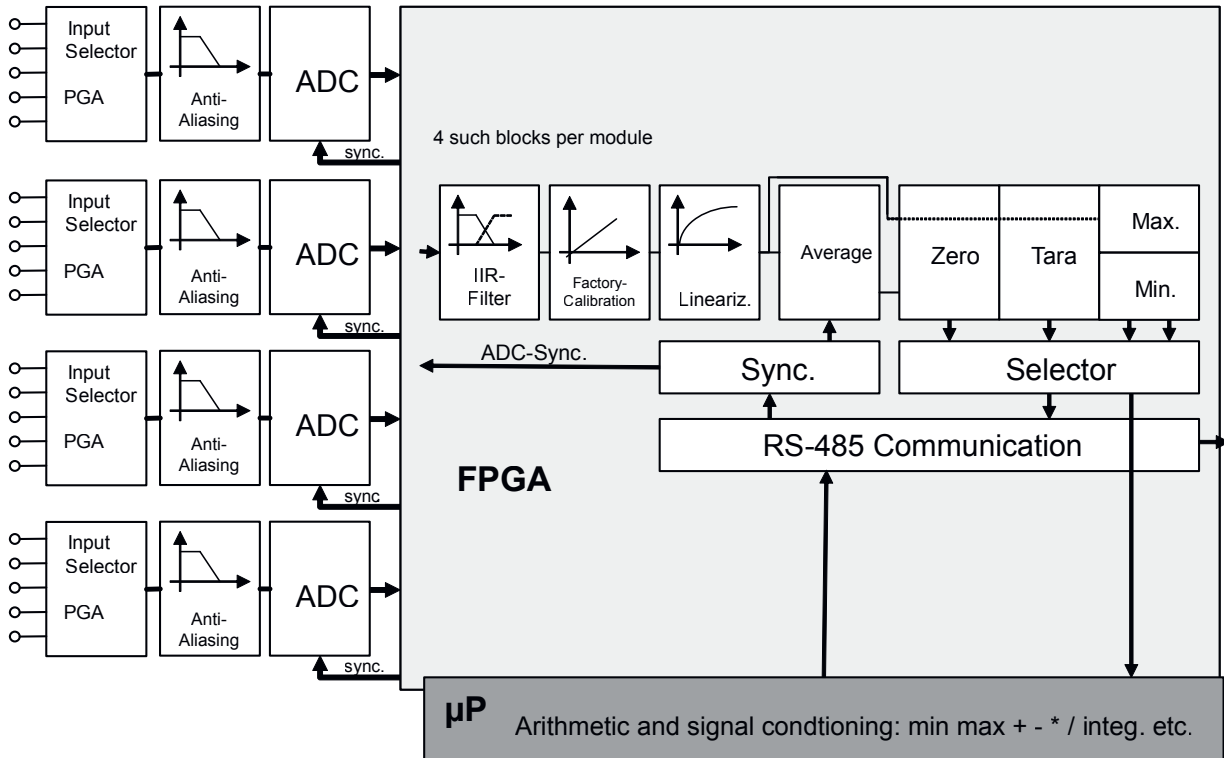 Input
Selector
PGA
Anti-
Aliasing
ADC
sync.
Input
Selector
PGA
Anti-
Aliasing
ADC
sync.
Input
Selector
PGA
Anti-
Aliasing
ADC
sync.
Input
Selector
PGA
Anti-
Aliasing
ADC
sync.
4 such blocks per module
IIR-
Filter
Factory-
Calibration
Lineariz.
Average
Zero
Tara
Max.
Min.
ADC-Sync.
Sync.
Selector
RS-485 Communication
FPGA
µP
Arithmetic and signal condtioning: min max + - * / integ. etc.